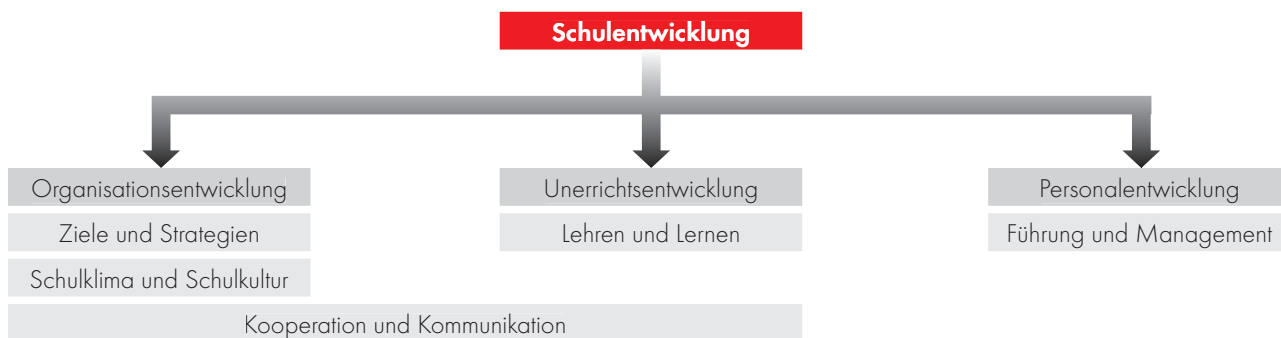 Schulentwicklung
Organisationsentwicklung
Unerrichtsentwicklung
Personalentwicklung
Ziele und Strategien
Lehren und Lernen
Führung und Management
Schulklima und Schulkultur
Kooperation und Kommunikation